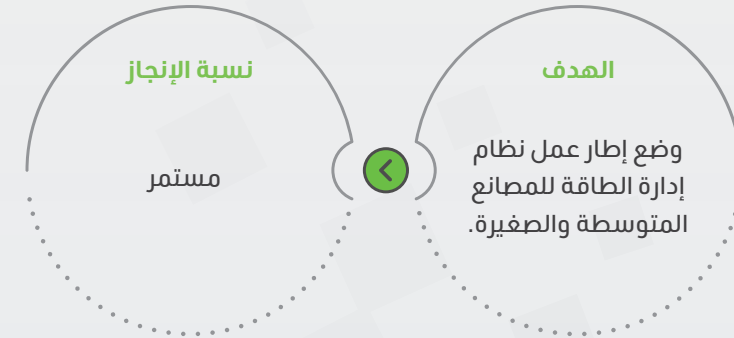 الهدف
وضع إطار عمل نظام
إدارة الطاقة للمصانع
المتوسطة والصغيرة.
نسبة الإنجاز
مستمر